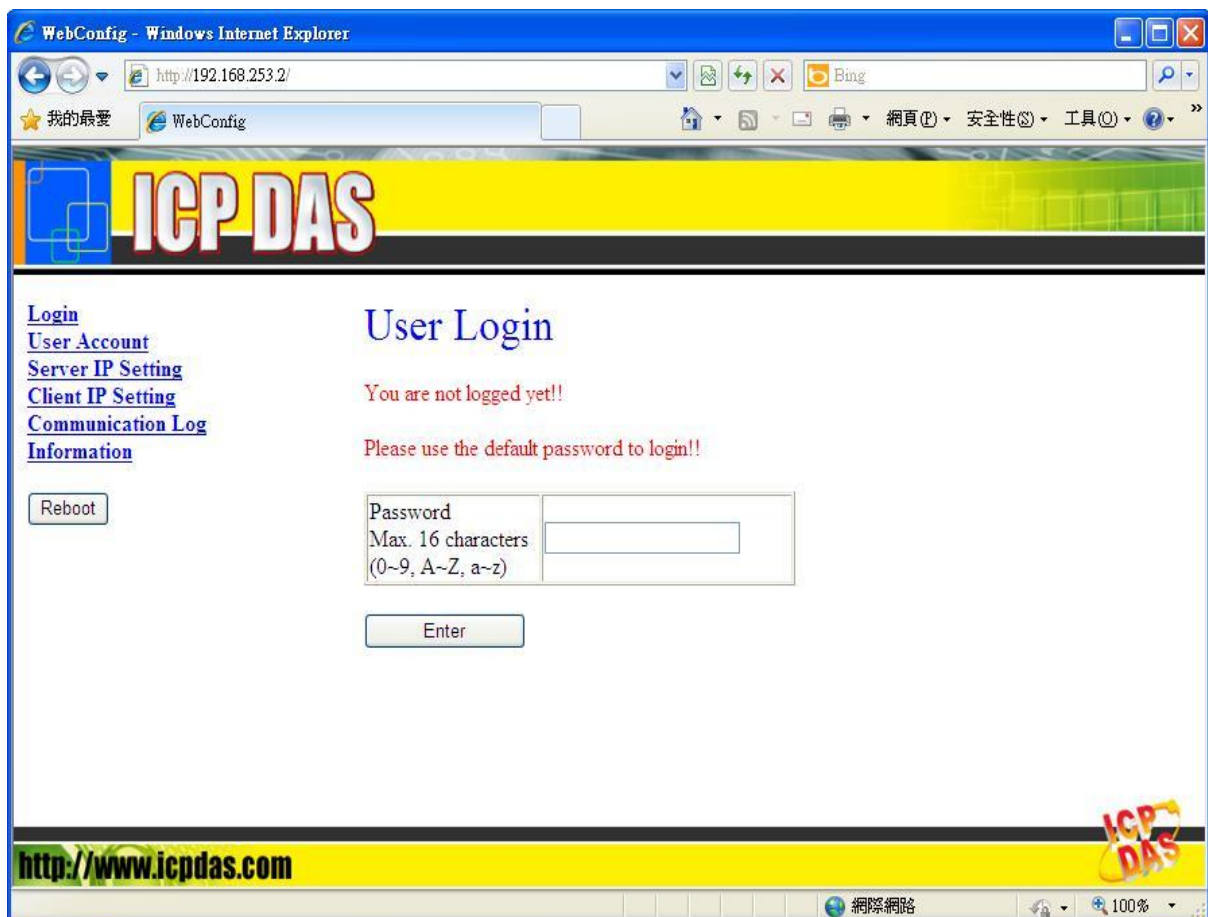 WebConfig - Windows Internet Explorer
http://192.168.253.2/
Bing
我的最愛
WebConfig
網頁(P)
安全性(S)
工具(O)
ICP DAS
Login
User Account
Server IP Setting
Client IP Setting
Communication Log
Information
Reboot
User Login
You are not logged yet!!
Please use the default password to login!!
Password
Max. 16 characters
(0~9, A~Z, a~z)
Enter
http://www.icpdas.com
ICP
DAS
網際網路
100%